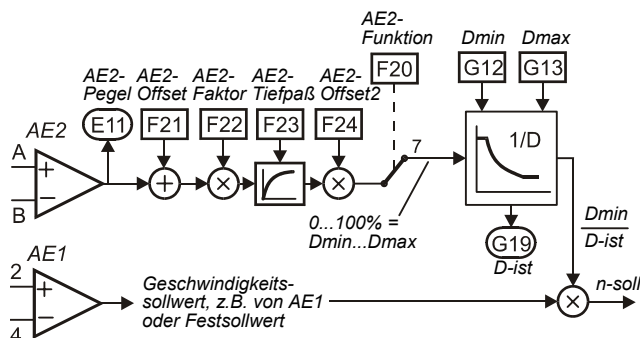 AE2-
Funktion
Dmin
Dmax
AE2-
Pegel
AE2-
Offset
AE2-
Faktor
AE2-
Tiefpaß
AE2-
Offset2
F20
G12
G13
AE2
E11
F21
F22
F23
F24
7
1/D
A
+
B
−
+
×
×
0...100% =
Dmin...Dmax
G19
D-ist
Dmin
D-ist
AE1
2
+
−
4
Geschwindigkeits-
sollwert, z.B. von AE1
oder Festsollwert
×
n-soll